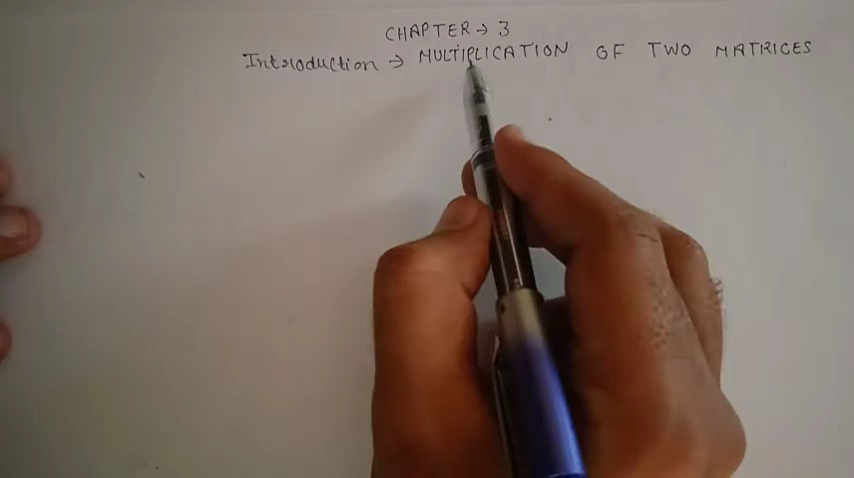 CHAPTER → 3
Introduction → MULTIPLICATION OF TWO MATRICES